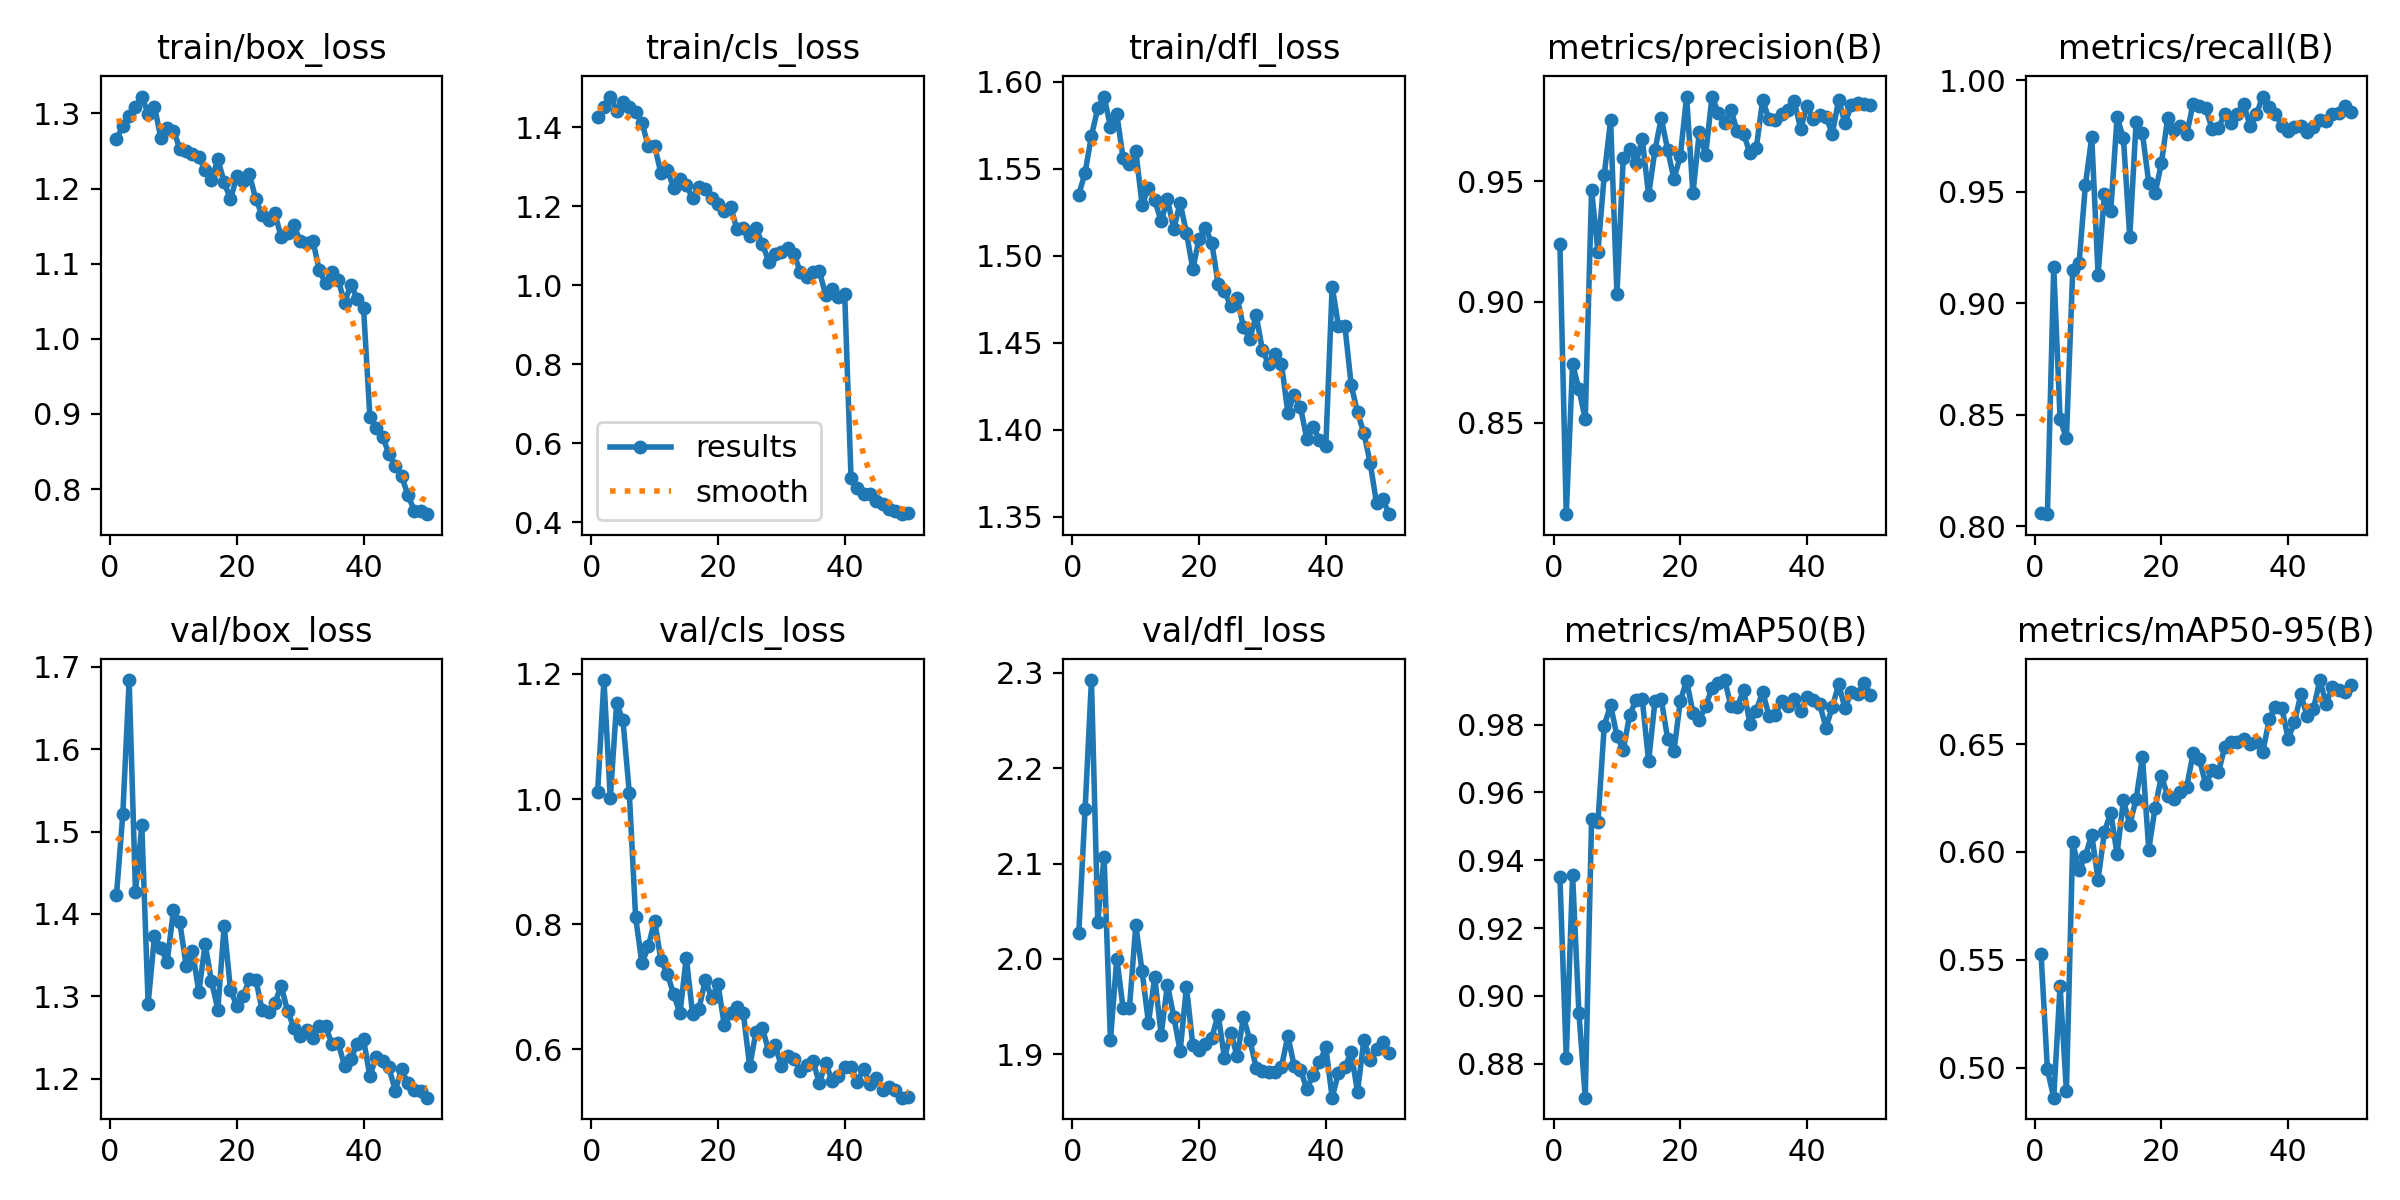 train/box_loss
1.3
1.2
1.1
1.0
0.9
0.8
0 20 40
train/cls_loss
1.4
1.2
1.0
0.8
0.6
0.4
results
smooth
0 20 40
train/dfl_loss
1.60
1.55
1.50
1.45
1.40
1.35
0 20 40
metrics/precision(B)
0.95
0.90
0.85
0 20 40
metrics/recall(B)
1.00
0.95
0.90
0.85
0.80
0 20 40
val/box_loss
1.7
1.6
1.5
1.4
1.3
1.2
0 20 40
val/cls_loss
1.2
1.0
0.8
0.6
0 20 40
val/dfl_loss
2.3
2.2
2.1
2.0
1.9
0 20 40
metrics/mAP50(B)
0.98
0.96
0.94
0.92
0.90
0.88
0 20 40
metrics/mAP50-95(B)
0.65
0.60
0.55
0.50
0 20 40